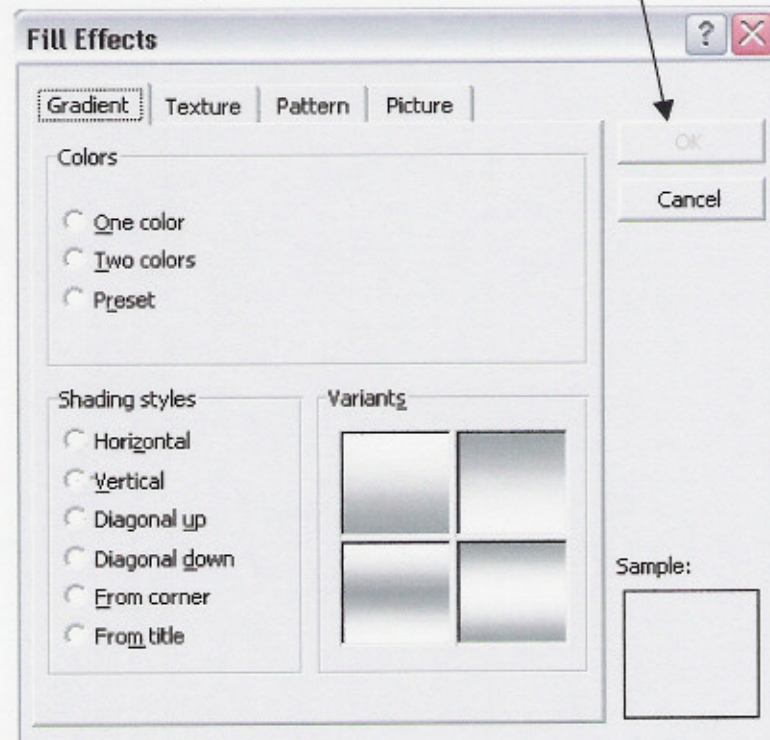 Fill Effects
?
Gradient Texture Pattern Picture
OK
Colors
Cancel
One color
Two colors
Preset
Shading styles
Variants
Horizontal
Vertical
Diagonal up
Diagonal down
From corner
From title
Sample: